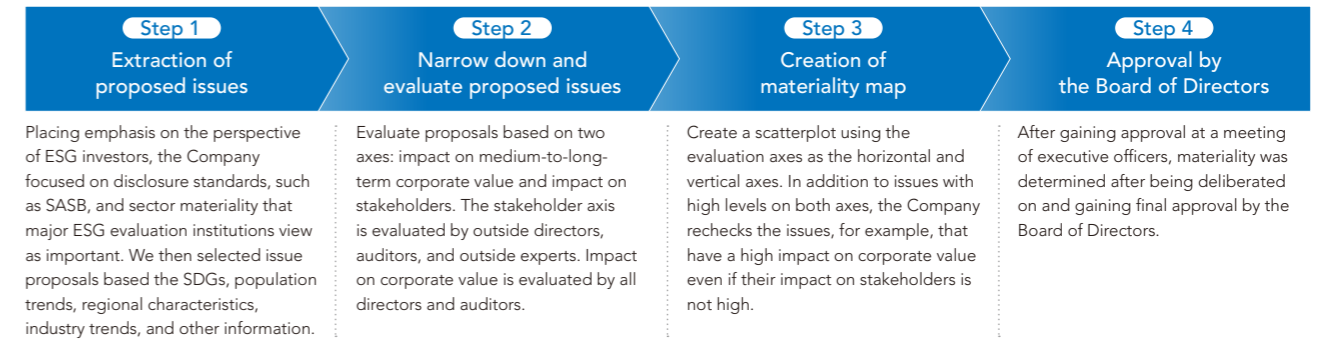 Step 1
Extraction of
proposed issues
Placing emphasis on the perspective
of ESG investors, the Company
focused on disclosure standards, such
as SASB, and sector materiality that
major ESG evaluation institutions view
as important. We then selected issue
proposals based the SDGs, population
trends, regional characteristics,
industry trends, and other information.
Step 2
Narrow down and
evaluate proposed issues
Evaluate proposals based on two
axes: impact on medium-to-long-
term corporate value and impact on
stakeholders. The stakeholder axis
is evaluated by outside directors,
auditors, and outside experts. Impact
on corporate value is evaluated by all
directors and auditors.
Step 3
Creation of
materiality map
Create a scatterplot using the
evaluation axes as the horizontal and
vertical axes. In addition to issues with
high levels on both axes, the Company
rechecks the issues, for example, that
have a high impact on corporate value
even if their impact on stakeholders is
not high.
Step 4
Approval by
the Board of Directors
After gaining approval at a meeting
of executive officers, materiality was
determined after being deliberated
on and gaining final approval by the
Board of Directors.